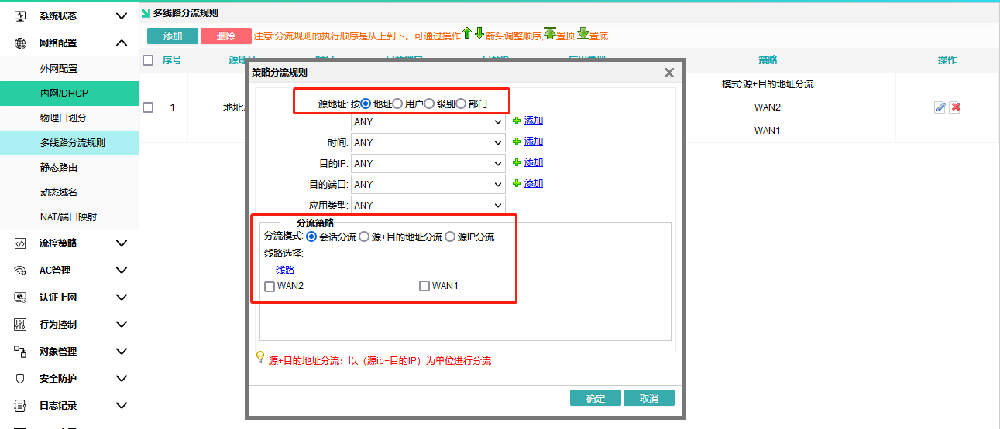 系统状态
网络配置
外网配置
内网/DHCP
物理口划分
多线路分流规则
静态路由
动态域名
NAT/端口映射
流控策略
AC管理
认证上网
行为控制
对象管理
安全防护
日志记录
多线路分流规则
添加 删除 注意:分流规则的执行顺序是从上到下。可通过操作 箭头调整顺序, 置顶, 置底
序号 策略 操作
1 地址: 模式:源+目的地址分流
WAN2
WAN1
策略分流规则
源地址: 按 地址 用户 级别 部门
ANY 添加
时间: ANY 添加
目的IP: ANY 添加
目的端口: ANY 添加
应用类型: ANY
分流策略
分流模式: 会话分流 源+目的地址分流 源IP分流
线路选择:
线路
WAN2 WAN1
源+目的地址分流：以（源ip+目的IP）为单位进行分流
确定 取消